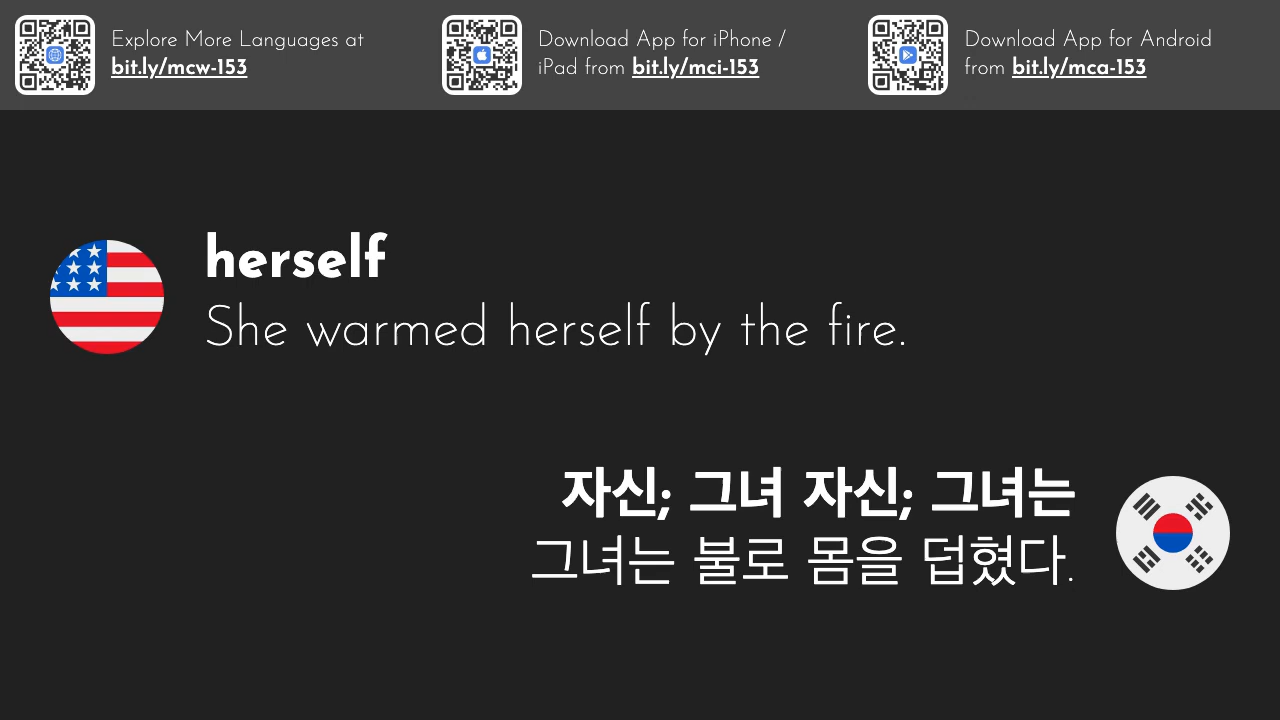 Explore More Languages at
bit.ly/mcw-153
Download App for iPhone /
iPad from bit.ly/mci-153
Download App for Android
from bit.ly/mca-153
herself
She warmed herself by the fire.
자신; 그녀 자신; 그녀는
그녀는 불로 몸을 덥혔다.